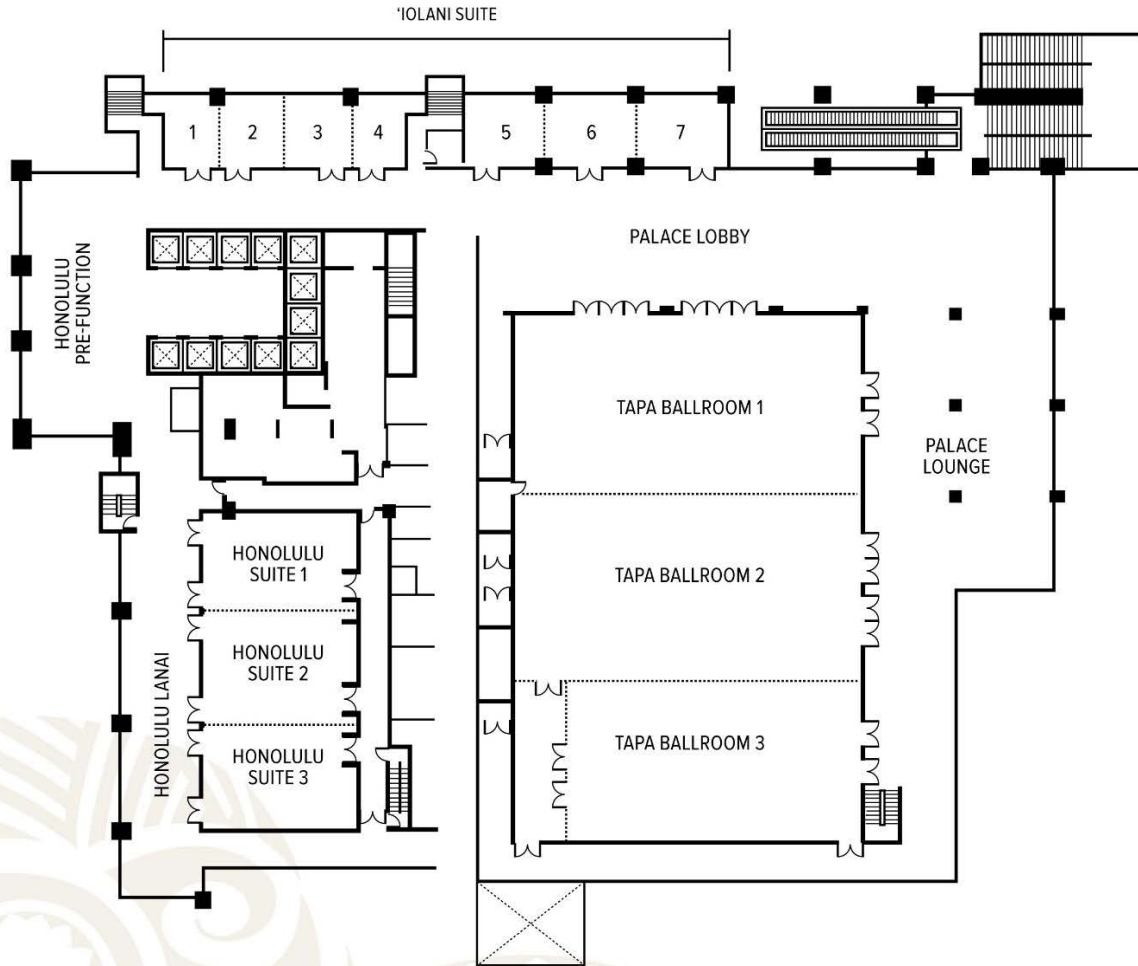 'IOLANI SUITE
1
2
3
4
5
6
7
PALACE LOBBY
HONOLULU
PRE-FUNCTION
TAPA BALLROOM 1
PALACE
LOUNGE
HONOLULU
SUITE 1
TAPA BALLROOM 2
HONOLULU
SUITE 2
HONOLULU LANAI
TAPA BALLROOM 3
HONOLULU
SUITE 3